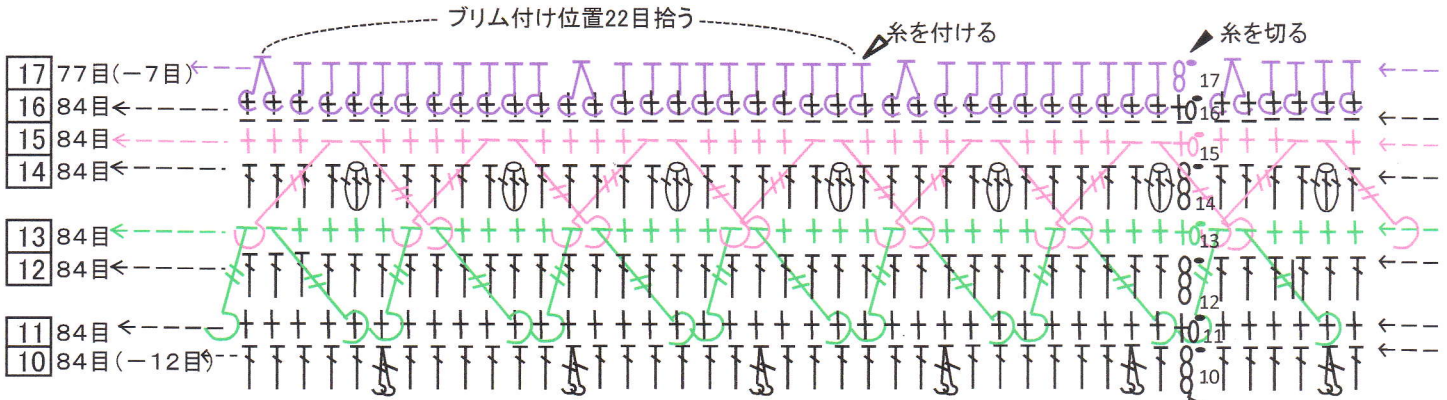 ブリム付け位置22目拾う
糸を付ける
糸を切る
17 77目(-7目)
17
16 84目
16
15 84目
15
14 84目
14
13 84目
13
12 84目
12
11 84目
11
10 84目(-12目)
10